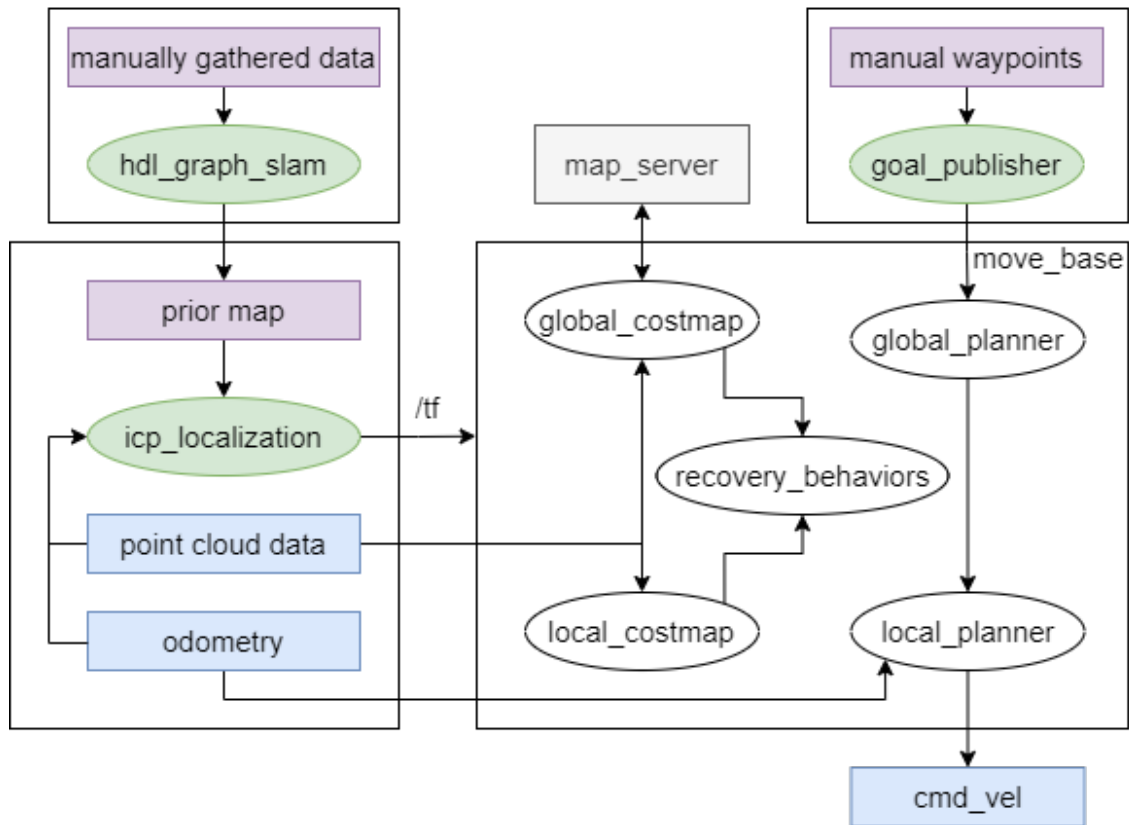 manually gathered data
manual waypoints
hdl_graph_slam
map_server
goal_publisher
move_base
prior map
global_costmap
global_planner
/tf
icp_localization
recovery_behaviors
point cloud data
odometry
local_costmap
local_planner
cmd_vel